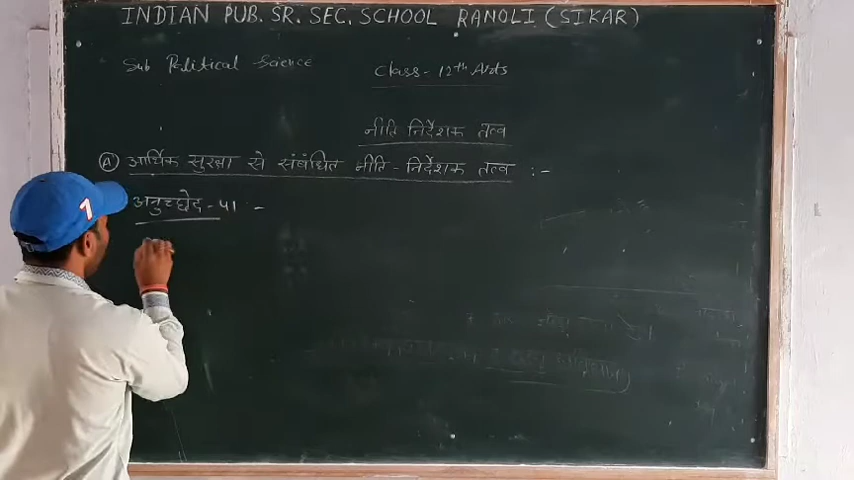 INDIAN PUB. SR. SEC. SCHOOL RANOLI (SIKAR)
Sub Political Science Class - 12th Arts
नीति निर्देशक तत्व
(A) आर्थिक सुरक्षा से संबंधित नीति - निर्देशक तत्व :-
अनुच्छेद - 41 :-
7